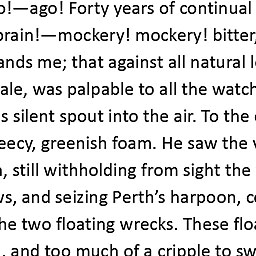 o!—ago! Forty years of continual
brain!—mockery! mockery! bitter,
ands me; that against all natural
ale, was palpable to all the watch
s silent spout into the air. To the
eecy, greenish foam. He saw the
, still withholding from sight the
ws, and seizing Perth’s harpoon,
he two floating wrecks. These
, and too much of a cripple to